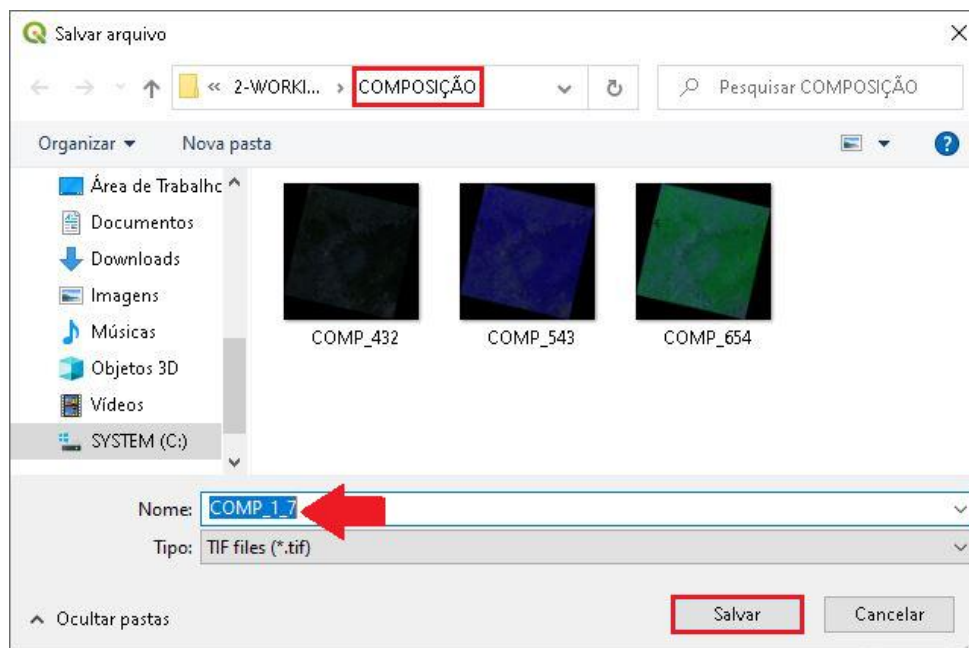 Salvar arquivo
« 2-WORKI... › COMPOSIÇÃO
Pesquisar COMPOSIÇÃO
Organizar
Nova pasta
Área de Trabalhc
Documentos
Downloads
Imagens
Músicas
Objetos 3D
Vídeos
SYSTEM (C:)
COMP_432
COMP_543
COMP_654
Nome: COMP_1_7
Tipo: TIF files (*.tif)
Ocultar pastas
Salvar
Cancelar